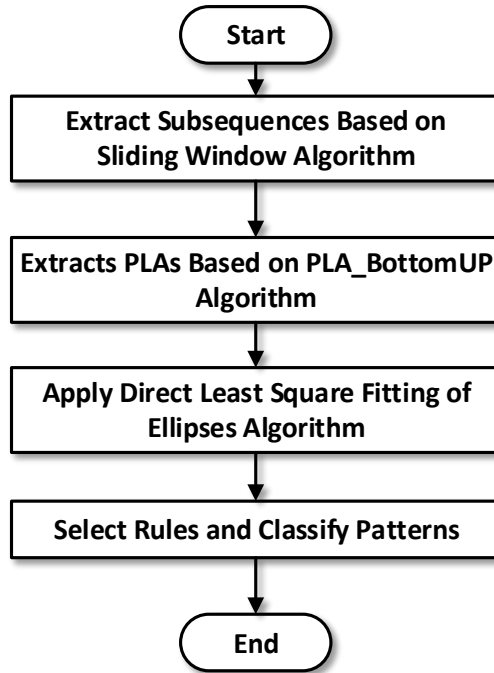 Start
Extract Subsequences Based on
Sliding Window Algorithm
Extracts PLAs Based on PLA_BottomUP
Algorithm
Apply Direct Least Square Fitting of
Ellipses Algorithm
Select Rules and Classify Patterns
End